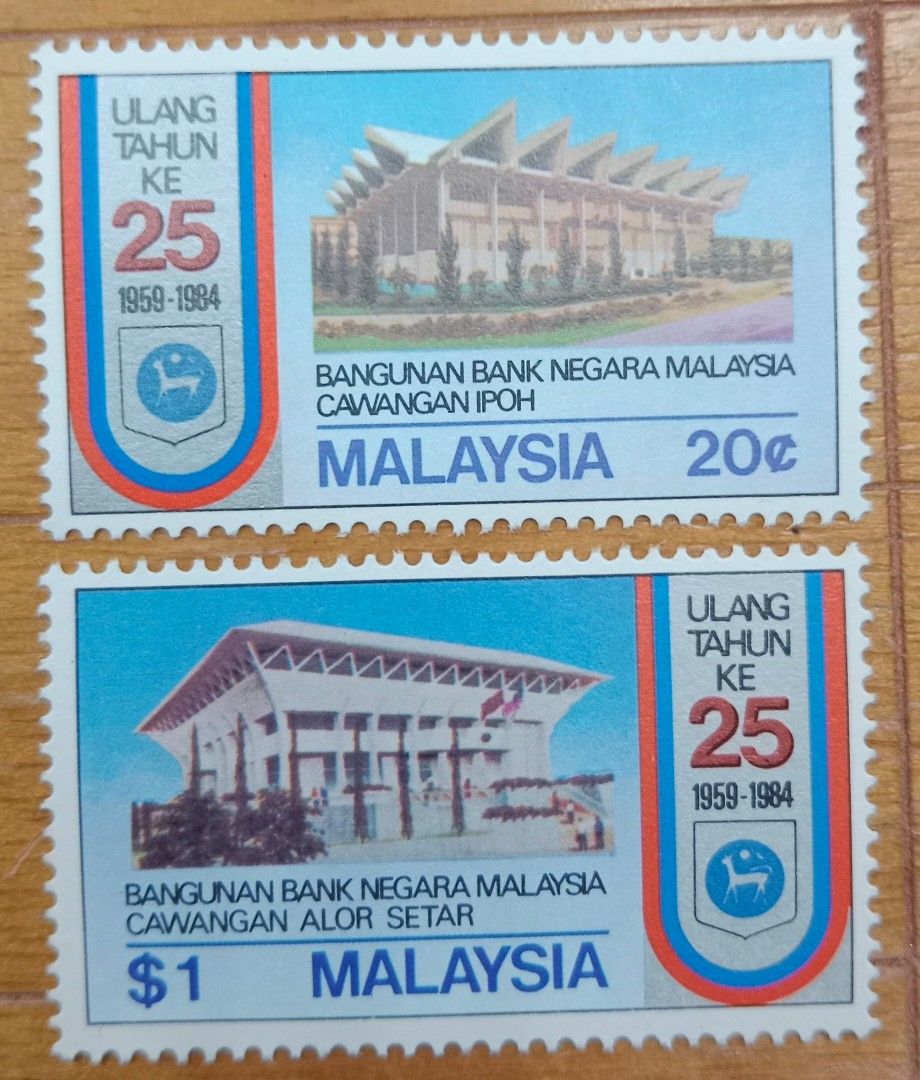 ULANG
TAHUN
KE
25
1959-1984
BANGUNAN BANK NEGARA MALAYSIA
CAWANGAN IPOH
MALAYSIA 20¢
BANGUNAN BANK NEGARA MALAYSIA
CAWANGAN ALOR SETAR
$1 MALAYSIA
ULANG
TAHUN
KE
25
1959-1984